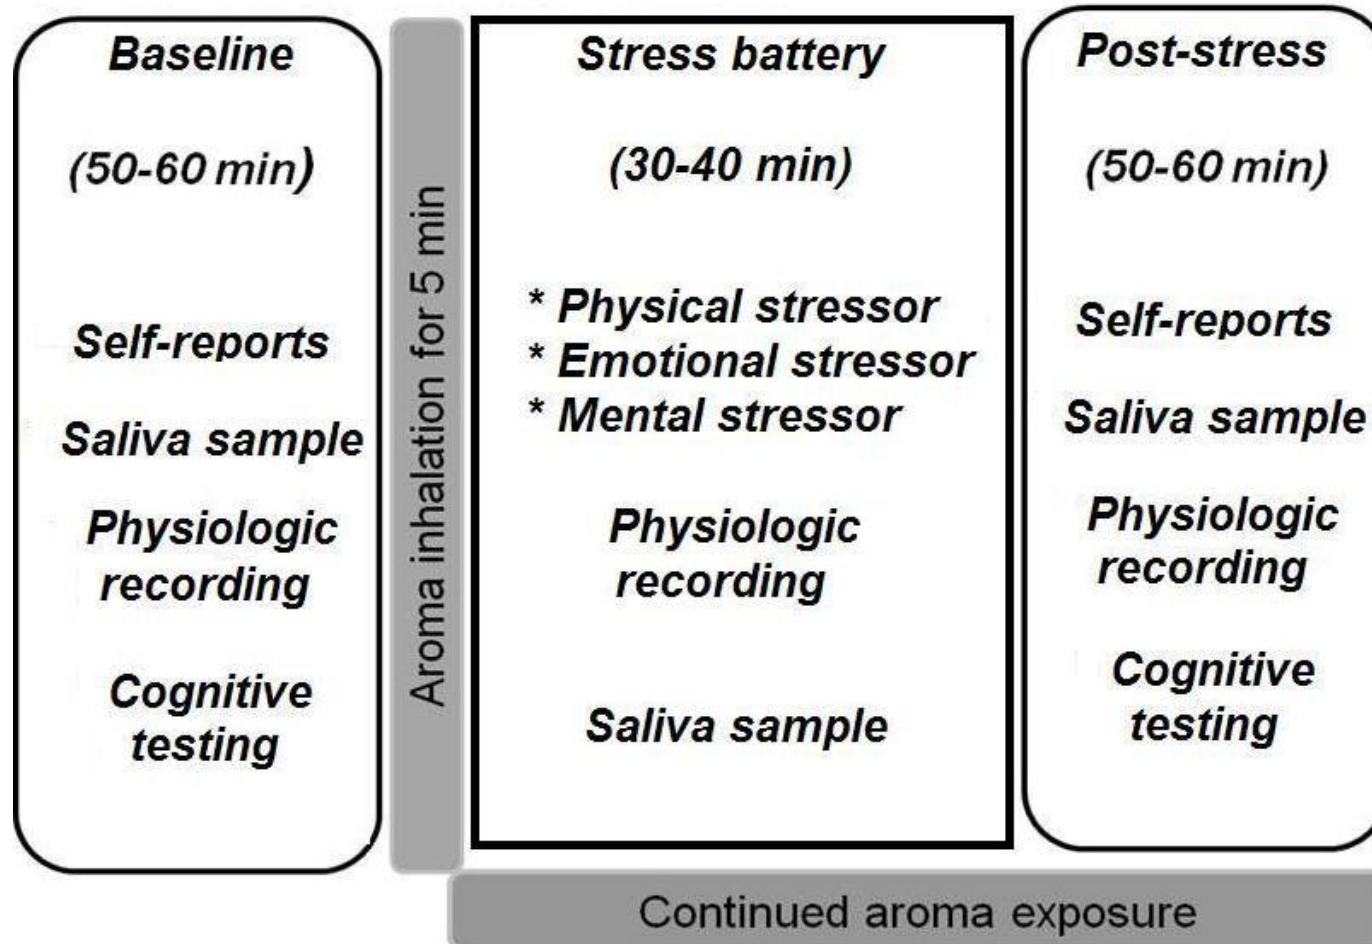 Baseline
(50-60 min)
Self-reports
Saliva sample
Physiologic
recording
Cognitive
testing
Aroma inhalation for 5 min
Stress battery
(30-40 min)
* Physical stressor
* Emotional stressor
* Mental stressor
Physiologic
recording
Saliva sample
Post-stress
(50-60 min)
Self-reports
Saliva sample
Physiologic
recording
Cognitive
testing
Continued aroma exposure